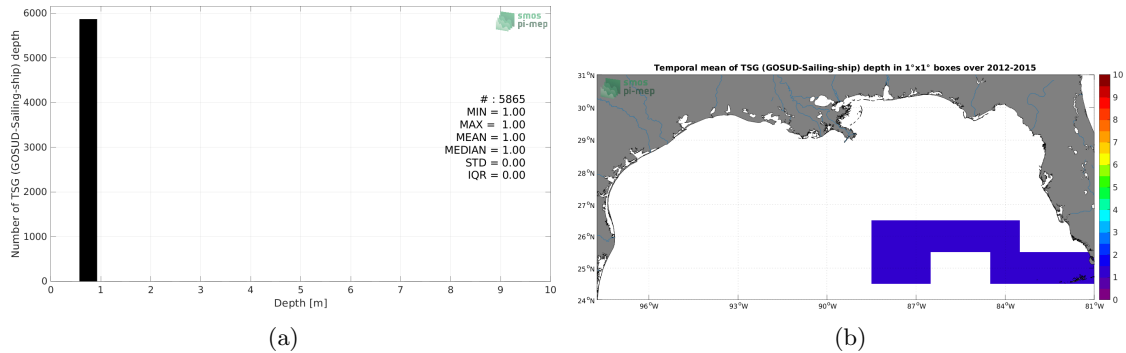 6000
5000
4000
3000
2000
1000
0
Number of TSG (GOSUD-Sailing-ship) depth
smos
pi-mep
# : 5865
MIN = 1.00
MAX = 1.00
MEAN = 1.00
MEDIAN = 1.00
STD = 0.00
IQR = 0.00
0 1 2 3 4 5 6 7 8 9 10
Depth [m]
(a)
Temporal mean of TSG (GOSUD-Sailing-ship) depth in 1°x1° boxes over 2012-2015
smos
pi-mep
31°N
30°N
29°N
28°N
27°N
26°N
25°N
24°N
96°W 93°W 90°W 87°W 84°W 81°W
10
9
8
7
6
5
4
3
2
1
0
(b)